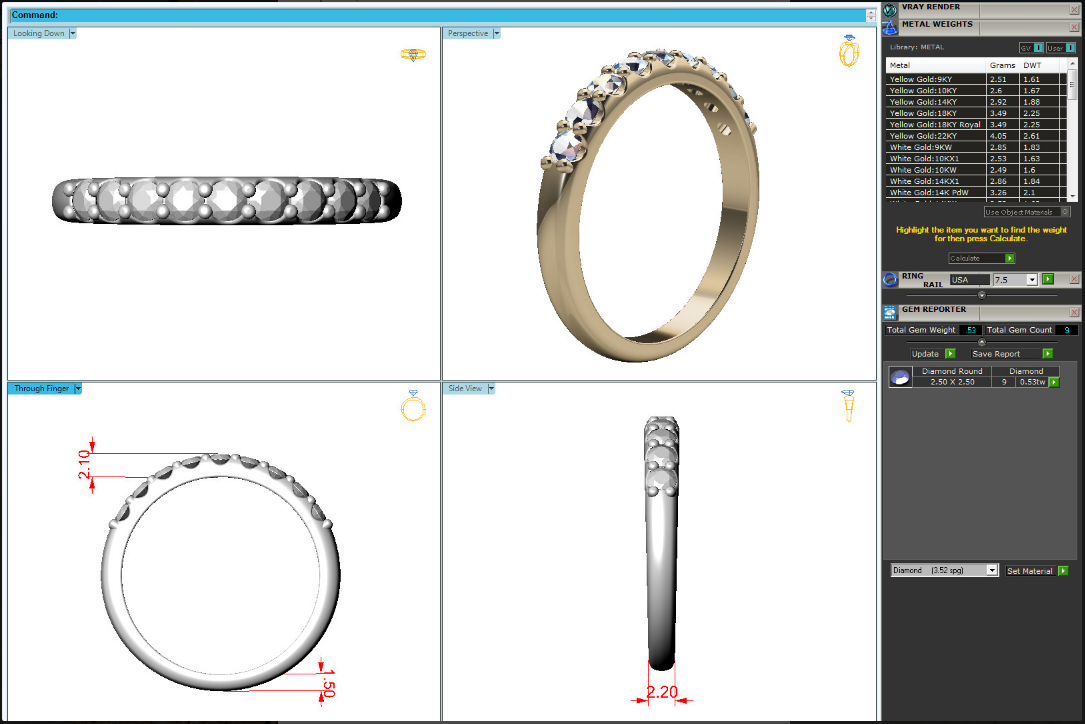 Command:
Looking Down
Perspective
Through Finger
2.10
1.50
Side View
2.20
VRAY RENDER
METAL WEIGHTS
Library: METAL GV User
Metal Grams DWT
Yellow Gold:9KY 2.51 1.61
Yellow Gold:10KY 2.6 1.67
Yellow Gold:14KY 2.92 1.88
Yellow Gold:18KY 3.49 2.25
Yellow Gold:18KY Royal 3.49 2.25
Yellow Gold:22KY 4.05 2.61
White Gold:9KW 2.85 1.83
White Gold:10KX1 2.53 1.63
White Gold:10KW 2.49 1.6
White Gold:14KX1 2.86 1.84
White Gold:14K PdW 3.26 2.1
Use Object Materials
Highlight the item you want to find the weight
for then press Calculate.
Calculate
RING
RAIL USA 7.5
GEM REPORTER
Total Gem Weight .53 Total Gem Count 9
Update Save Report
Diamond Round Diamond
2.50 X 2.50 9 0.53tw
Diamond (3.52 spg) Set Material